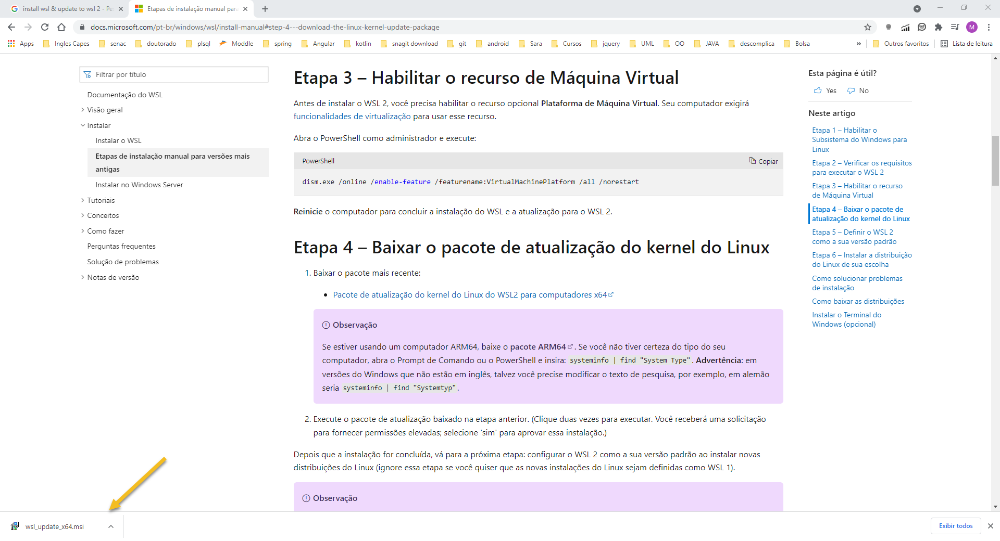 install wsl & update to wsl 2 - Pe
Etapas de instalação manual para
docs.microsoft.com/pt-br/windows/wsl/install-manual#step-4---download-the-linux-kernel-update-package
M
Apps
Ingles Capes
senac
doutorado
plsql
Moddle
spring
Angular
kotlin
snagit download
git
android
Sara
Cursos
jquery
UML
OO
JAVA
descomplica
Bolsa
»
Outros favoritos
Lista de leitura
Filtrar por título
Documentação do WSL
Visão geral
Instalar
Instalar o WSL
Etapas de instalação manual para versões mais
antigas
Instalar no Windows Server
Tutoriais
Conceitos
Como fazer
Perguntas frequentes
Solução de problemas
Notas de versão
Etapa 3 – Habilitar o recurso de Máquina Virtual
Antes de instalar o WSL 2, você precisa habilitar o recurso opcional Plataforma de Máquina Virtual. Seu computador exigirá
funcionalidades de virtualização para usar esse recurso.
Abra o PowerShell como administrador e execute:
PowerShell
Copiar
dism.exe /online /enable-feature /featurename:VirtualMachinePlatform /all /norestart
Reinicie o computador para concluir a instalação do WSL e a atualização para o WSL 2.
Etapa 4 – Baixar o pacote de atualização do kernel do Linux
1. Baixar o pacote mais recente:
• Pacote de atualização do kernel do Linux do WSL2 para computadores x64
Observação
Se estiver usando um computador ARM64, baixe o pacote ARM64. Se você não tiver certeza do tipo do seu
computador, abra o Prompt de Comando ou o PowerShell e insira: systeminfo | find "System Type". Advertência: em
versões do Windows que não estão em inglês, talvez você precise modificar o texto de pesquisa, por exemplo, em alemão
seria systeminfo | find "Systemtyp".
2. Execute o pacote de atualização baixado na etapa anterior. (Clique duas vezes para executar. Você receberá uma solicitação
para fornecer permissões elevadas; selecione 'sim' para aprovar essa instalação.)
Depois que a instalação for concluída, vá para a próxima etapa: configurar o WSL 2 como a sua versão padrão ao instalar novas
distribuições do Linux (ignore essa etapa se você quiser que as novas instalações do Linux sejam definidas como WSL 1).
Observação
Esta página é útil?
Yes
No
Neste artigo
Etapa 1 – Habilitar o
Subsistema do Windows para
Linux
Etapa 2 – Verificar os requisitos
para executar o WSL 2
Etapa 3 – Habilitar o recurso
de Máquina Virtual
Etapa 4 – Baixar o pacote de
atualização do kernel do Linux
Etapa 5 – Definir o WSL 2
como a sua versão padrão
Etapa 6 – Instalar a distribuição
do Linux de sua escolha
Como solucionar problemas
de instalação
Como baixar as distribuições
Instalar o Terminal do
Windows (opcional)
wsl_update_x64.msi
Exibir todos